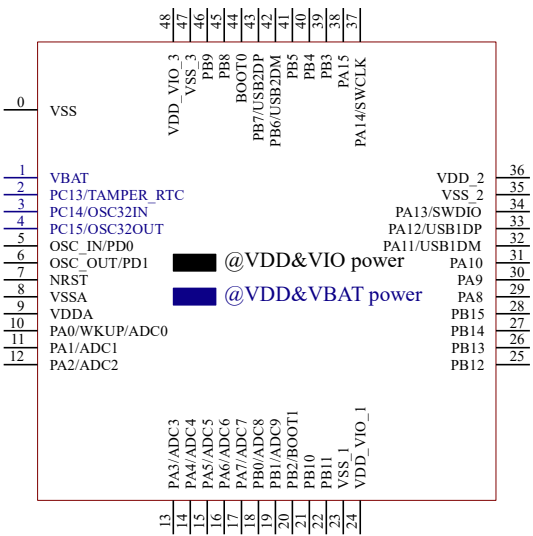 48
47
46
45
44
43
42
41
40
39
38
37
VDD_VIO_3
VSS_3
PB9
PB8
BOOT0
PB7/USB2DP
PB6/USB2DM
PB5
PB4
PB3
PA15
PA14/SWCLK
0 VSS
1 VBAT
2 PC13/TAMPER_RTC
3 PC14/OSC32IN
4 PC15/OSC32OUT
5 OSC_IN/PD0
6 OSC_OUT/PD1
7 NRST
8 VSSA
9 VDDA
10 PA0/WKUP/ADC0
11 PA1/ADC1
12 PA2/ADC2
@VDD&VIO power
@VDD&VBAT power
VDD_2 36
VSS_2 35
PA13/SWDIO 34
PA12/USB1DP 33
PA11/USB1DM 32
PA10 31
PA9 30
PA8 29
PB15 28
PB14 27
PB13 26
PB12 25
PA3/ADC3
PA4/ADC4
PA5/ADC5
PA6/ADC6
PA7/ADC7
PB0/ADC8
PB1/ADC9
PB2/BOOT1
PB10
PB11
VSS_1
VDD_VIO_1
13
14
15
16
17
18
19
20
21
22
23
24